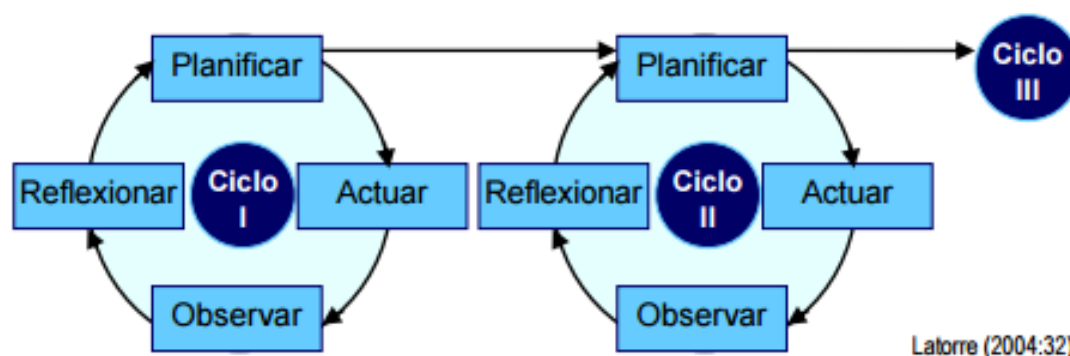 Planificar
Reflexionar
Ciclo
I
Actuar
Observar
Planificar
Reflexionar
Ciclo
II
Actuar
Observar
Ciclo
III
Latorre (2004:32)